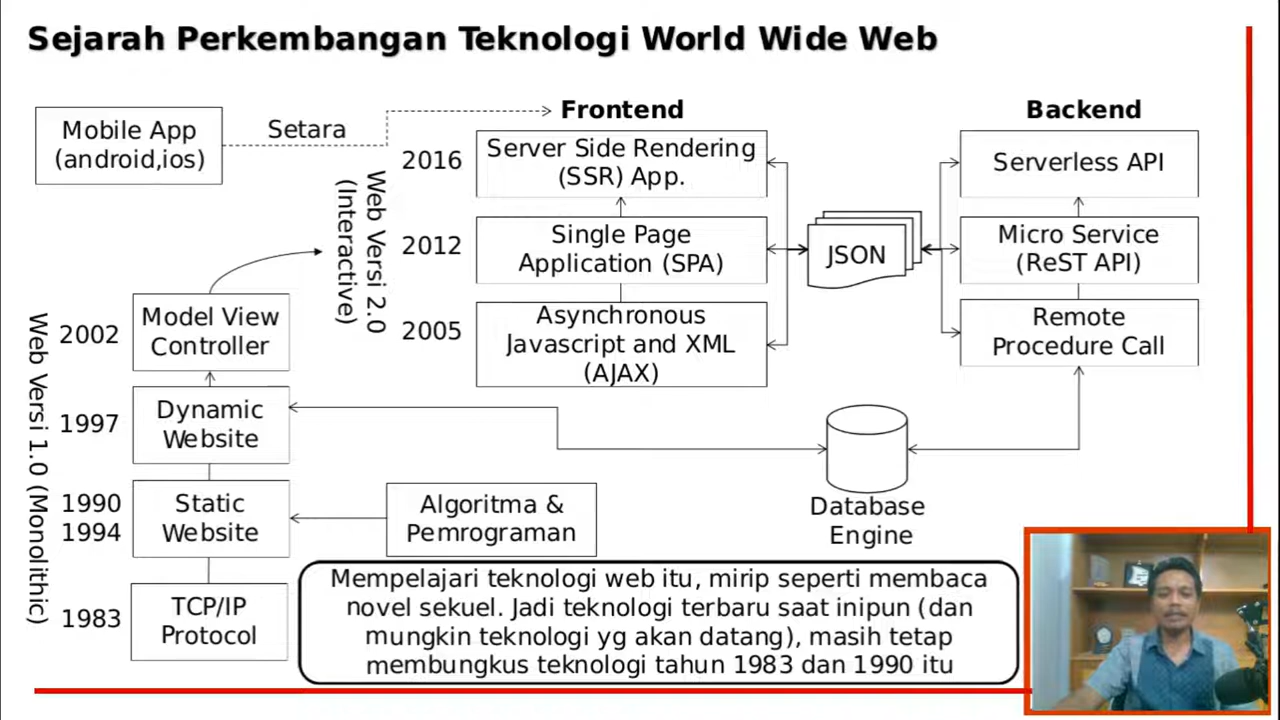 Sejarah Perkembangan Teknologi World Wide Web
Mobile App
(android,ios)
Setara
Frontend
Backend
2016
Server Side Rendering
(SSR) App.
Serverless API
Web Versi 2.0
(Interactive)
2012
Single Page
Application (SPA)
JSON
Micro Service
(ReST API)
2005
Asynchronous
Javascript and XML
(AJAX)
Remote
Procedure Call
Web Versi 1.0 (Monolithic)
2002
Model View
Controller
1997
Dynamic
Website
1990
1994
Static
Website
Algoritma &
Pemrograman
Database
Engine
1983
TCP/IP
Protocol
Mempelajari teknologi web itu, mirip seperti membaca
novel sekuel. Jadi teknologi terbaru saat inipun (dan
mungkin teknologi yg akan datang), masih tetap
membungkus teknologi tahun 1983 dan 1990 itu